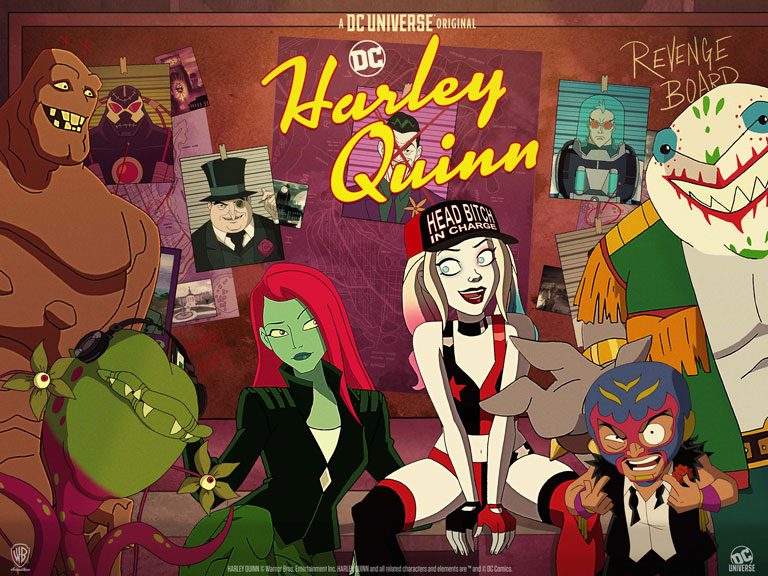 A DC UNIVERSE ORIGINAL
DC
Harley
Quinn
REVENGE
BOARD
HEAD BITCH
IN CHARGE
WB
animation
HARLEY QUINN © Warner Bros. Entertainment Inc. HARLEY QUINN and all related characters and elements are ™ and © DC Comics.
DC
UNIVERSE